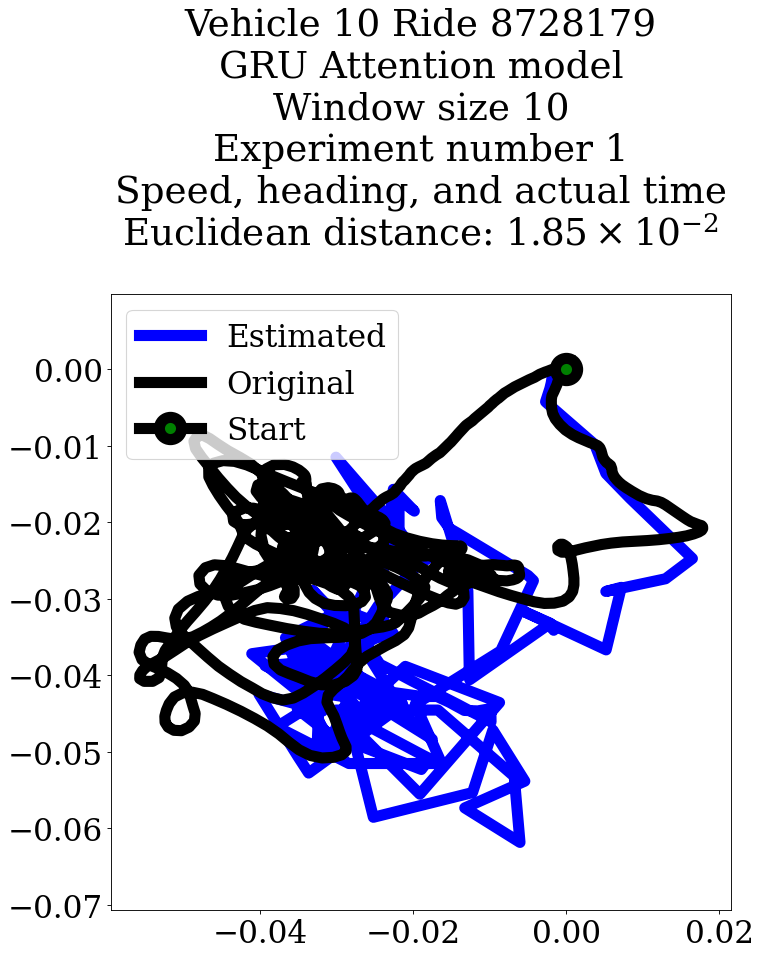 Vehicle 10 Ride 8728179
GRU Attention model
Window size 10
Experiment number 1
Speed, heading, and actual time
Euclidean distance: 1.85 × 10⁻²
Estimated
Original
Start
0.00
−0.01
−0.02
−0.03
−0.04
−0.05
−0.06
−0.07
−0.04 −0.02 0.00 0.02